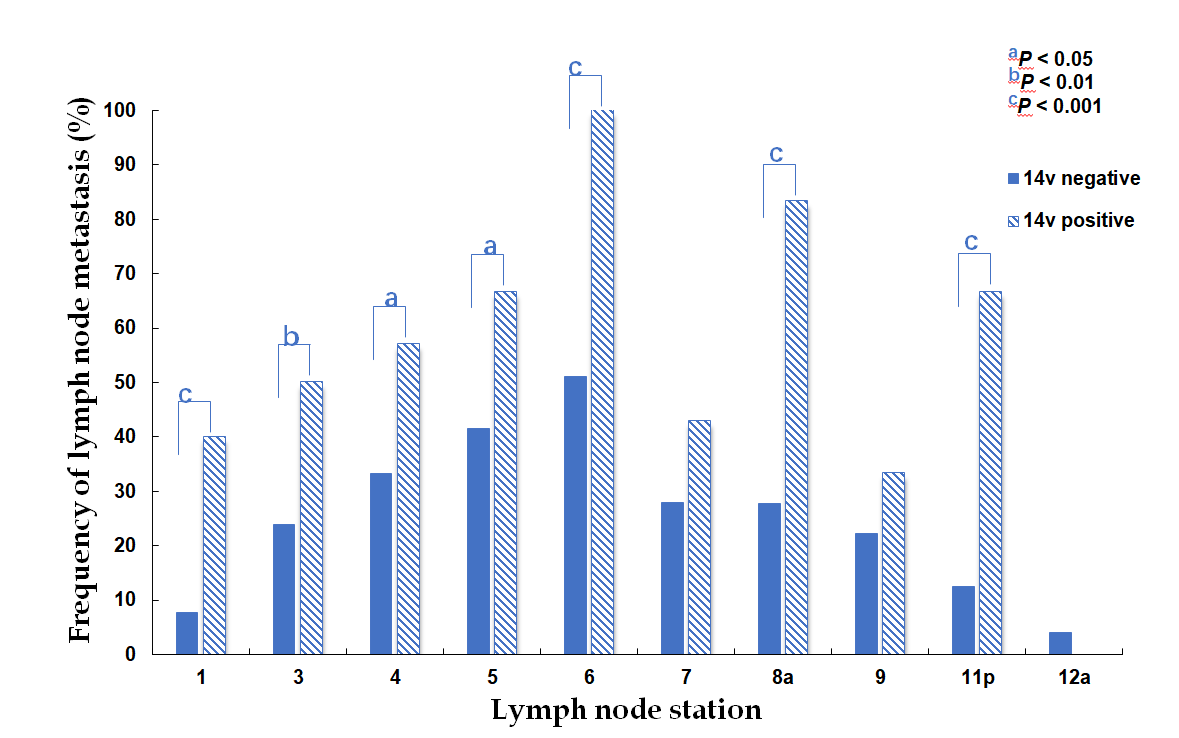 ᵃP < 0.05
ᵇP < 0.01
ᶜP < 0.001
14v negative
14v positive
Frequency of lymph node metastasis (%)
100
90
80
70
60
50
40
30
20
10
0
c
b
a
a
c
c
c
1 3 4 5 6 7 8a 9 11p 12a
Lymph node station